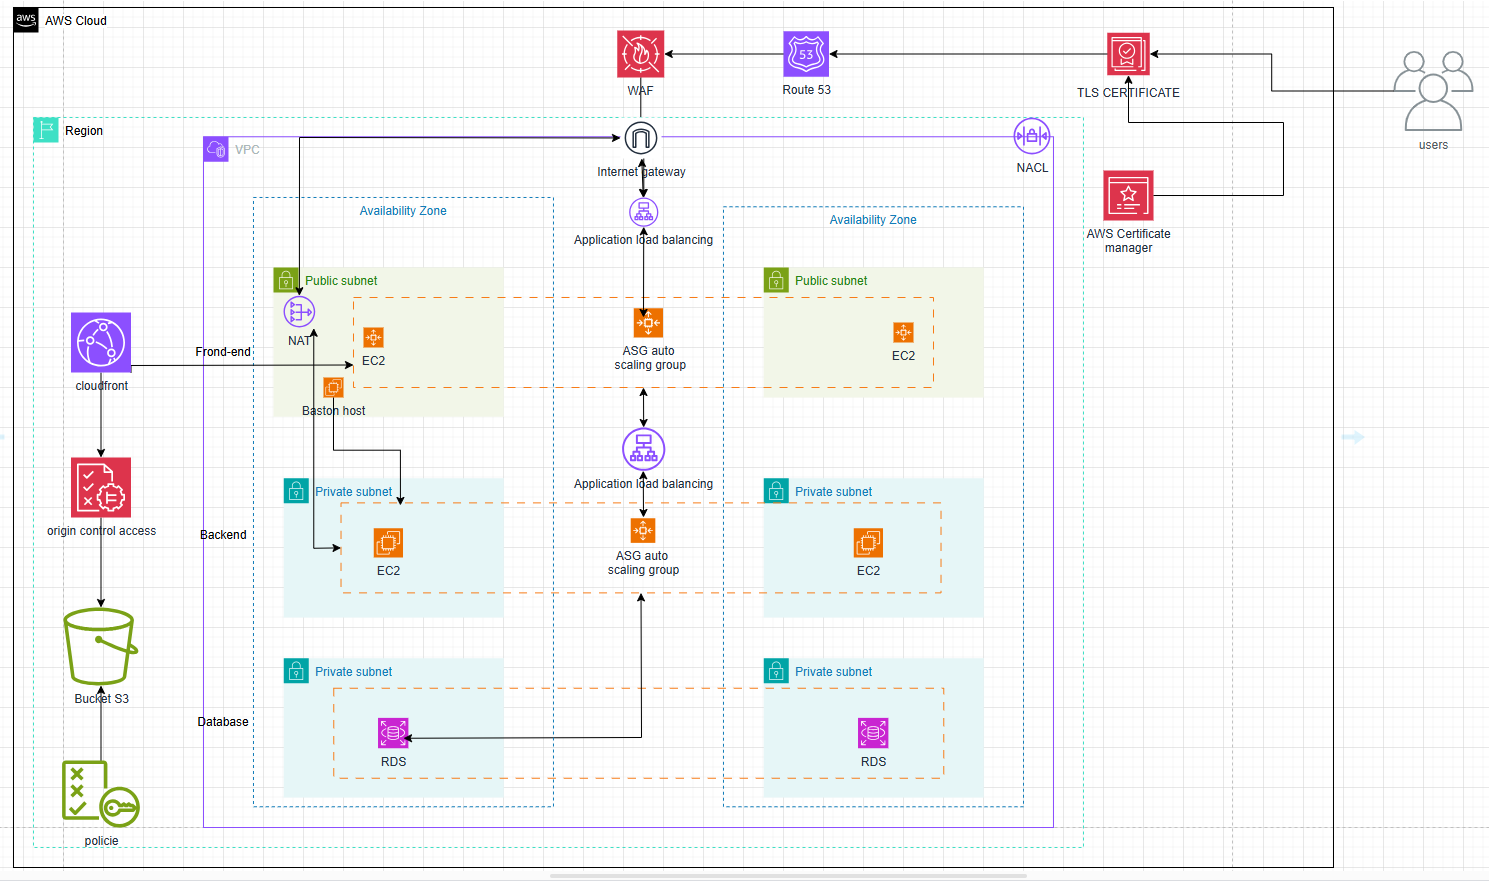 aws
AWS Cloud
WAF
53
Route 53
TLS CERTIFICATE
users
Region
VPC
Internet gateway
NACL
AWS Certificate
manager
Availability Zone
Availability Zone
Application load balancing
Public subnet
Public subnet
NAT
EC2
EC2
ASG auto
scaling group
Frond-end
cloudfront
Baston host
Application load balancing
Private subnet
Private subnet
origin control access
Backend
EC2
EC2
ASG auto
scaling group
Private subnet
Private subnet
Bucket S3
Database
RDS
RDS
policie